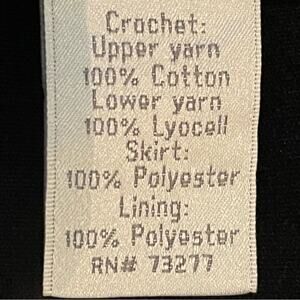 Crochet:
Upper yarn
100% Cotton
Lower yarn
100% Lyocell
Skirt:
100% Polyester
Lining:
100% Polyester
RN# 73277